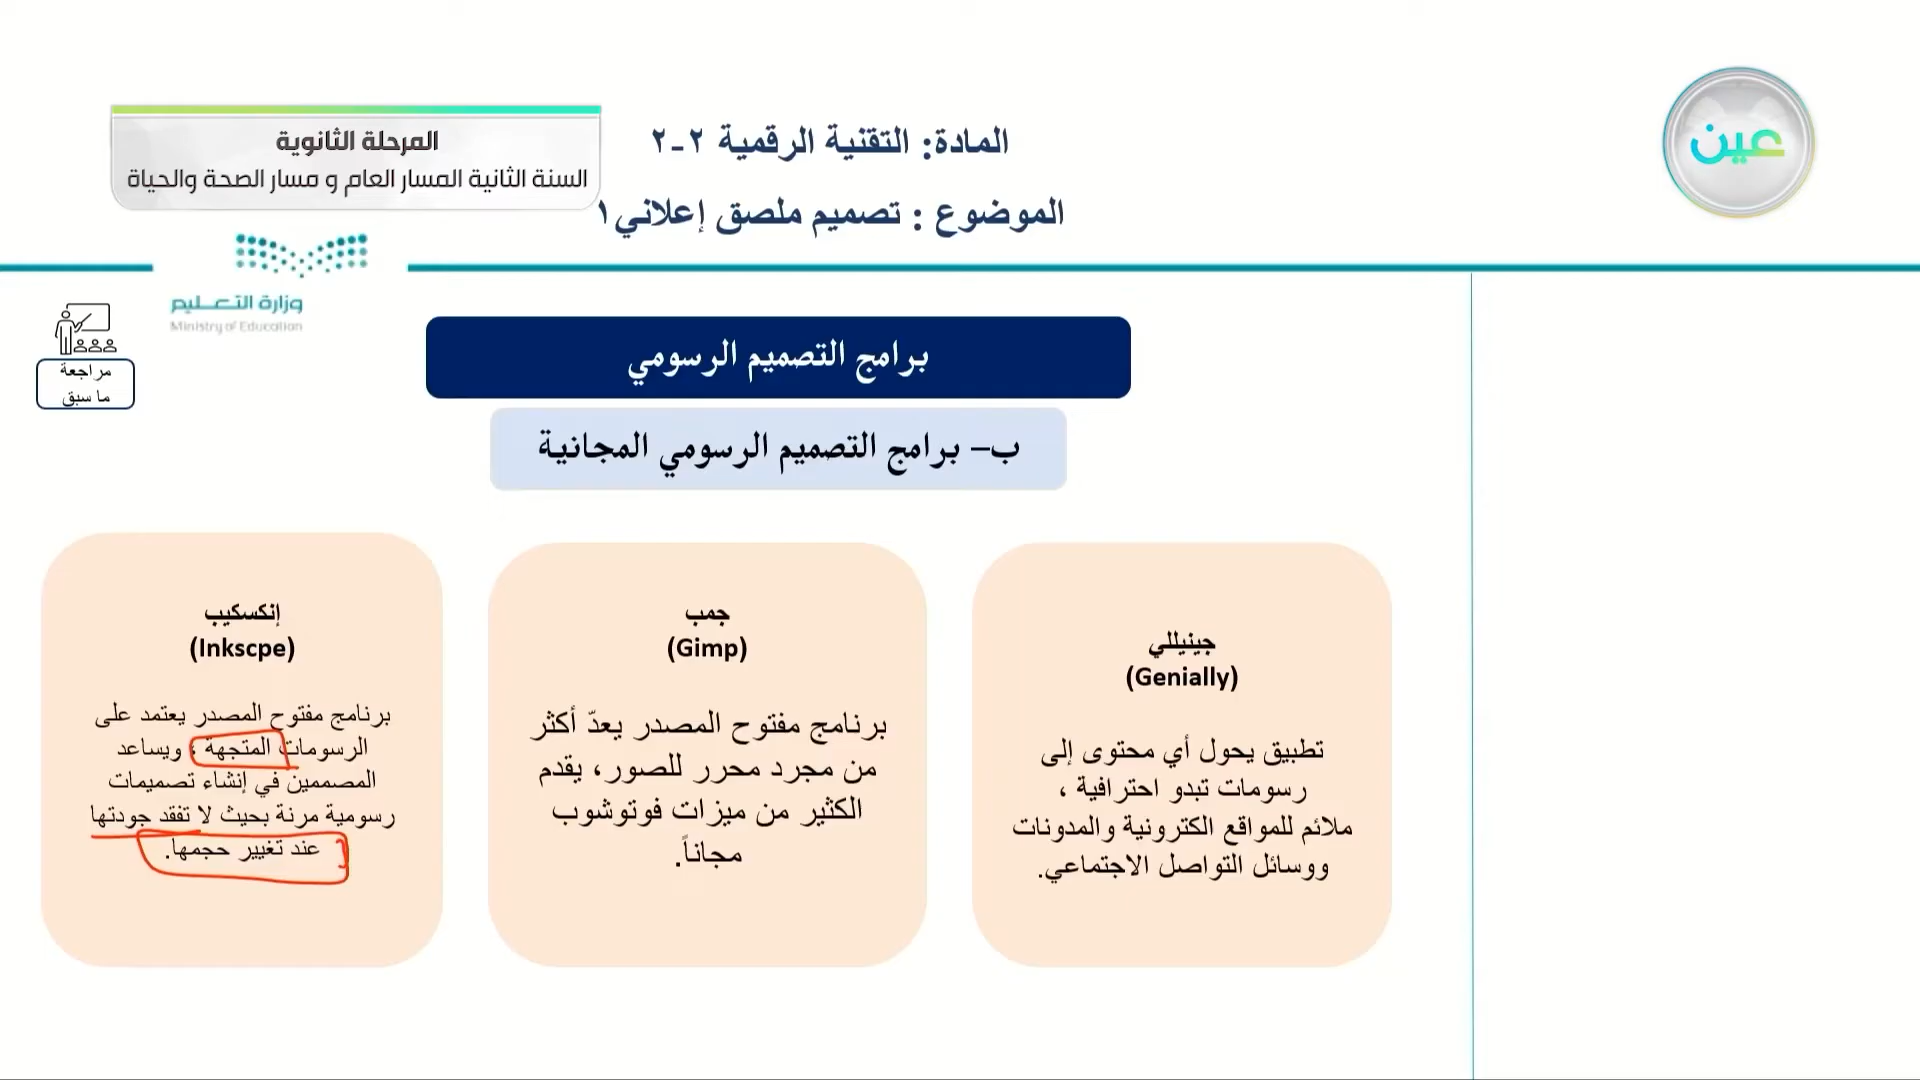 عين
المادة: التقنية الرقمية ٢-٢
الموضوع : تصميم ملصق إعلاني١
المرحلة الثانوية
السنة الثانية المسار العام و مسار الصحة والحياة
وزارة التعليم
Ministry of Education
مراجعة
ما سبق
برامج التصميم الرسومي
ب– برامج التصميم الرسومي المجانية
جينيللي
(Genially)
تطبيق يحول أي محتوى إلى
رسومات تبدو احترافية ،
ملائم للمواقع الكترونية والمدونات
ووسائل التواصل الاجتماعي.
جمب
(Gimp)
برنامج مفتوح المصدر يعدّ أكثر
من مجرد محرر للصور، يقدم
الكثير من ميزات فوتوشوب
مجاناً.
إنكسكيب
(Inkscpe)
برنامج مفتوح المصدر يعتمد على
الرسومات المتجهة ، ويساعد
المصممين في إنشاء تصميمات
رسومية مرنة بحيث لا تفقد جودتها
عند تغيير حجمها.